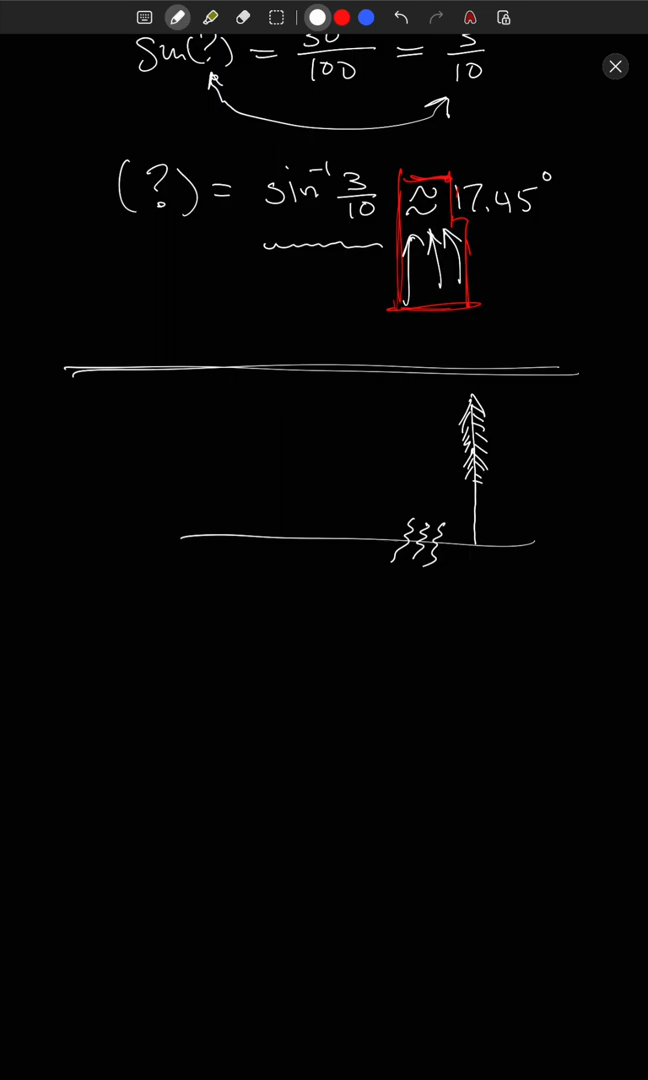 sin(?) = 30/100 = 3/10
(?) = sin⁻¹ 3/10 ≈ 17.45°